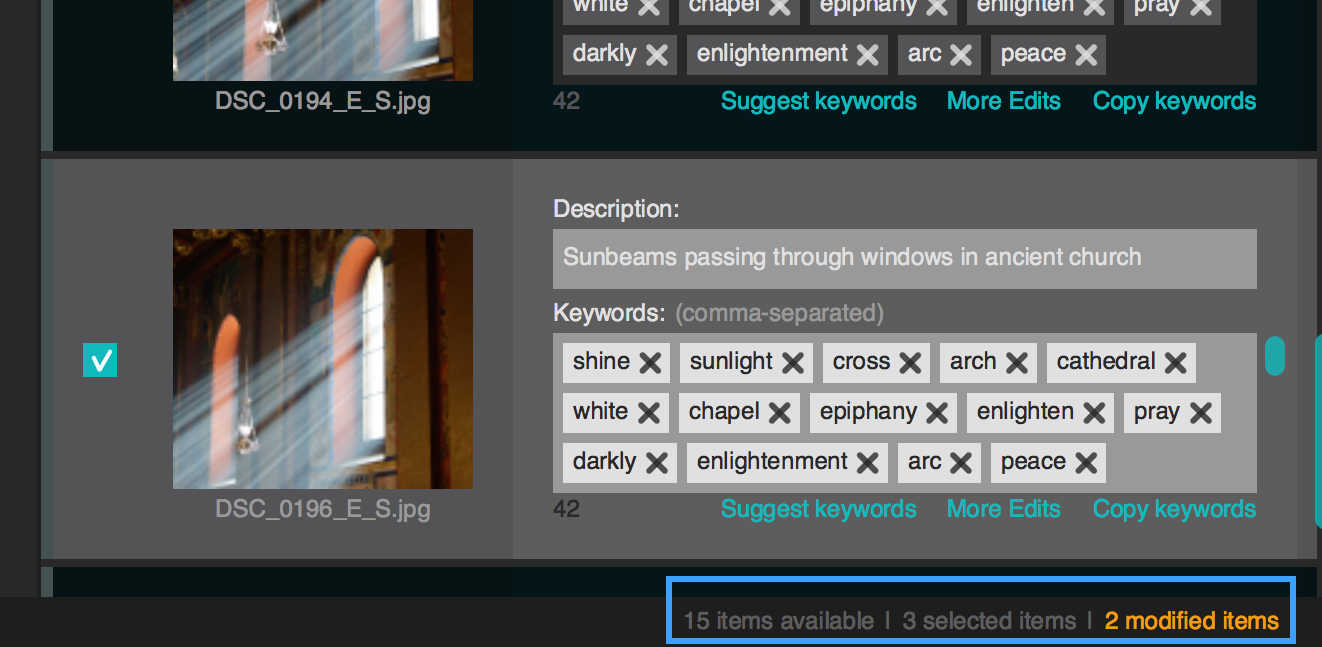 white chapel epiphany enlighten pray
darkly enlightenment arc peace
DSC_0194_E_S.jpg 42 Suggest keywords More Edits Copy keywords
Description:
Sunbeams passing through windows in ancient church
Keywords: (comma-separated)
shine sunlight cross arch cathedral
white chapel epiphany enlighten pray
darkly enlightenment arc peace
DSC_0196_E_S.jpg 42 Suggest keywords More Edits Copy keywords
15 items available | 3 selected items | 2 modified items